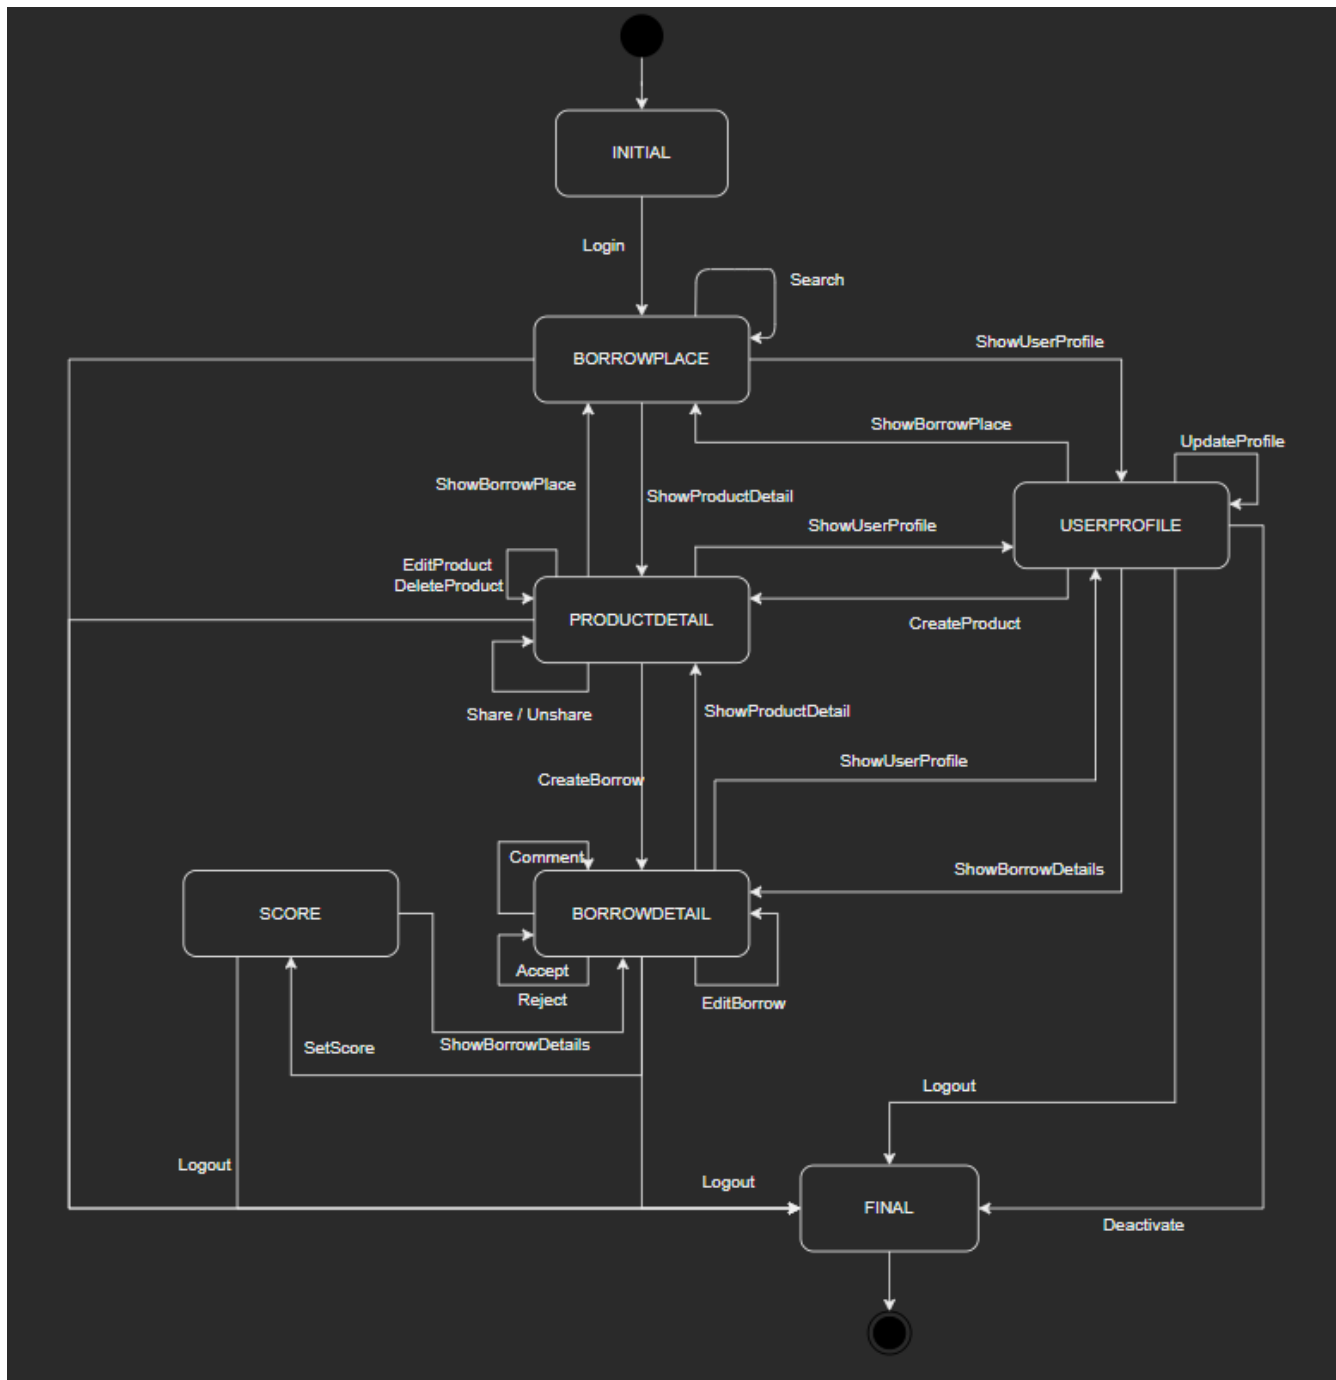 INITIAL
Login
Search
BORROWPLACE
ShowUserProfile
ShowBorrowPlace
UpdateProfile
ShowBorrowPlace
ShowProductDetail
ShowUserProfile
USERPROFILE
EditProduct
DeleteProduct
PRODUCTDETAIL
CreateProduct
Share / Unshare
ShowProductDetail
ShowUserProfile
CreateBorrow
Comment
ShowBorrowDetails
SCORE
BORROWDETAIL
Accept
Reject
EditBorrow
SetScore
ShowBorrowDetails
Logout
Logout
Logout
FINAL
Deactivate